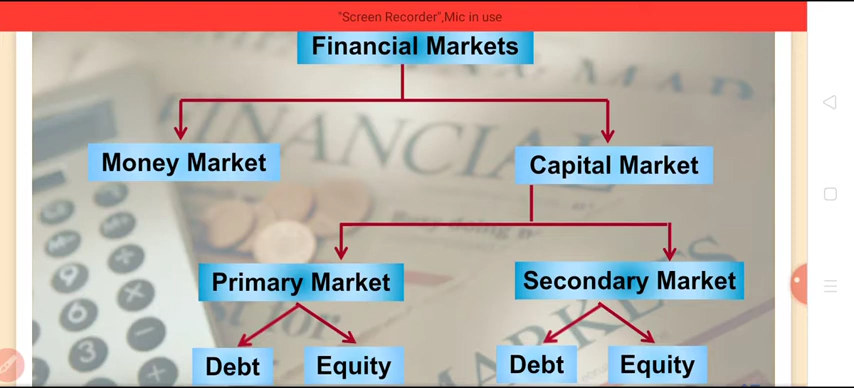 "Screen Recorder",Mic in use
Financial Markets
Money Market
Capital Market
Primary Market
Secondary Market
Debt
Equity
Debt
Equity